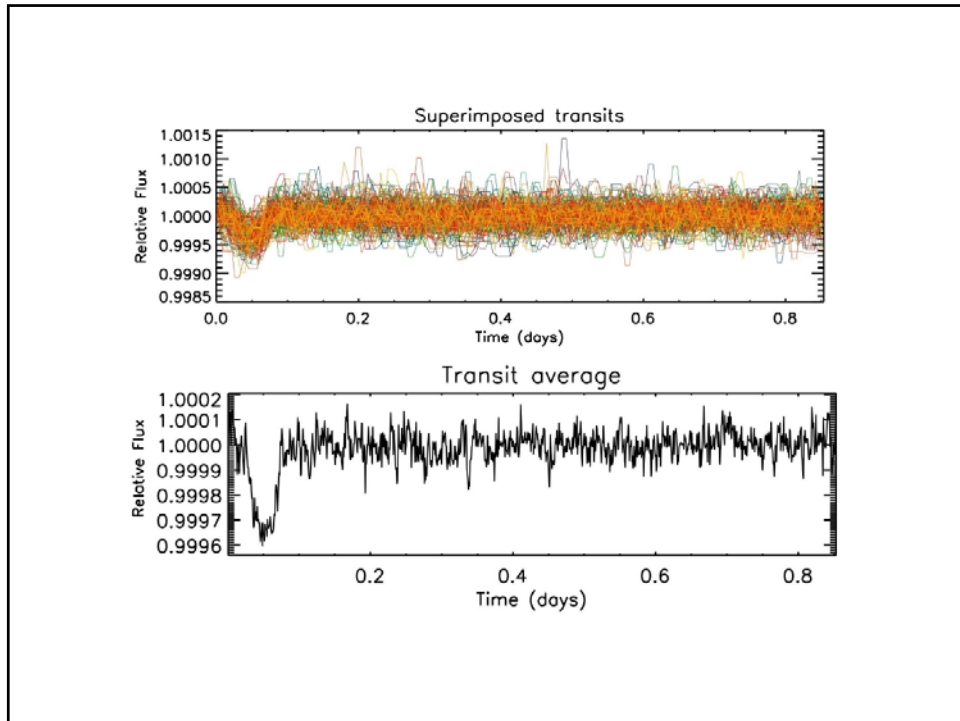 Superimposed transits
1.0015
1.0010
1.0005
1.0000
0.9995
0.9990
0.9985
Relative Flux
0.0 0.2 0.4 0.6 0.8
Time (days)
Transit average
1.0002
1.0001
1.0000
0.9999
0.9998
0.9997
0.9996
Relative Flux
0.2 0.4 0.6 0.8
Time (days)